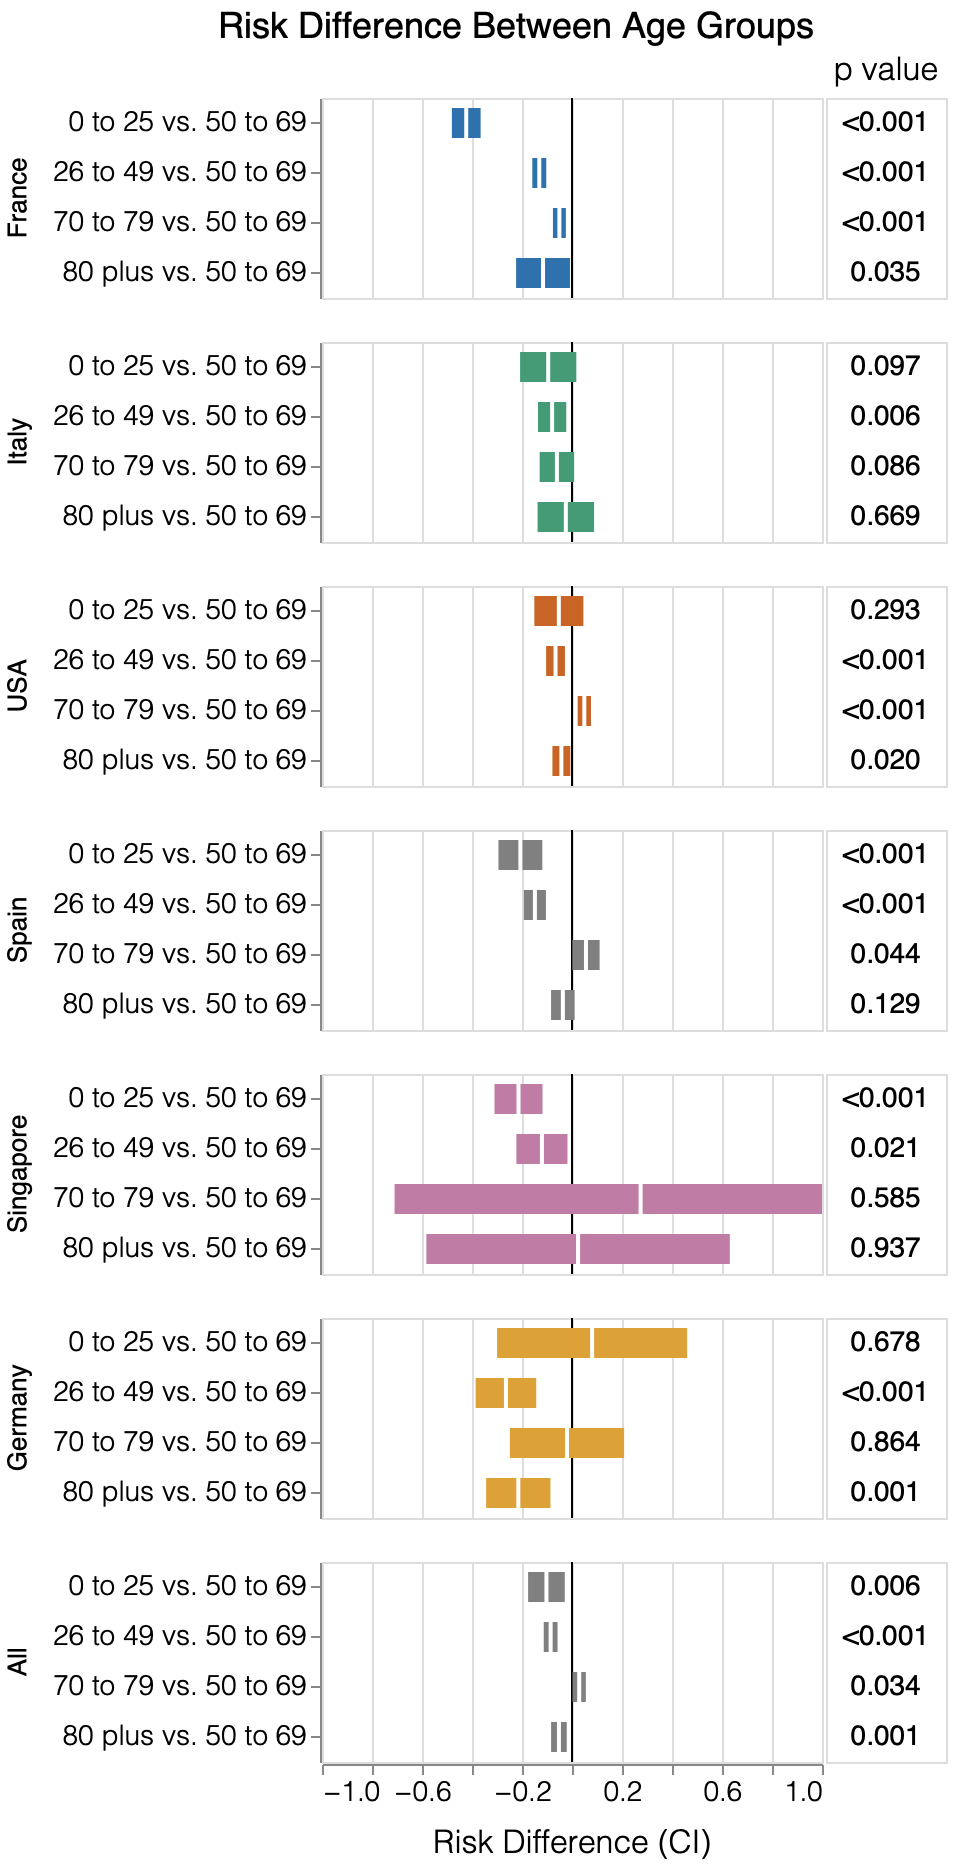 Risk Difference Between Age Groups
p value
France
0 to 25 vs. 50 to 69 <0.001
26 to 49 vs. 50 to 69 <0.001
70 to 79 vs. 50 to 69 <0.001
80 plus vs. 50 to 69 0.035
Italy
0 to 25 vs. 50 to 69 0.097
26 to 49 vs. 50 to 69 0.006
70 to 79 vs. 50 to 69 0.086
80 plus vs. 50 to 69 0.669
USA
0 to 25 vs. 50 to 69 0.293
26 to 49 vs. 50 to 69 <0.001
70 to 79 vs. 50 to 69 <0.001
80 plus vs. 50 to 69 0.020
Spain
0 to 25 vs. 50 to 69 <0.001
26 to 49 vs. 50 to 69 <0.001
70 to 79 vs. 50 to 69 0.044
80 plus vs. 50 to 69 0.129
Singapore
0 to 25 vs. 50 to 69 <0.001
26 to 49 vs. 50 to 69 0.021
70 to 79 vs. 50 to 69 0.585
80 plus vs. 50 to 69 0.937
Germany
0 to 25 vs. 50 to 69 0.678
26 to 49 vs. 50 to 69 <0.001
70 to 79 vs. 50 to 69 0.864
80 plus vs. 50 to 69 0.001
All
0 to 25 vs. 50 to 69 0.006
26 to 49 vs. 50 to 69 <0.001
70 to 79 vs. 50 to 69 0.034
80 plus vs. 50 to 69 0.001
−1.0 −0.6 −0.2 0.2 0.6 1.0
Risk Difference (CI)